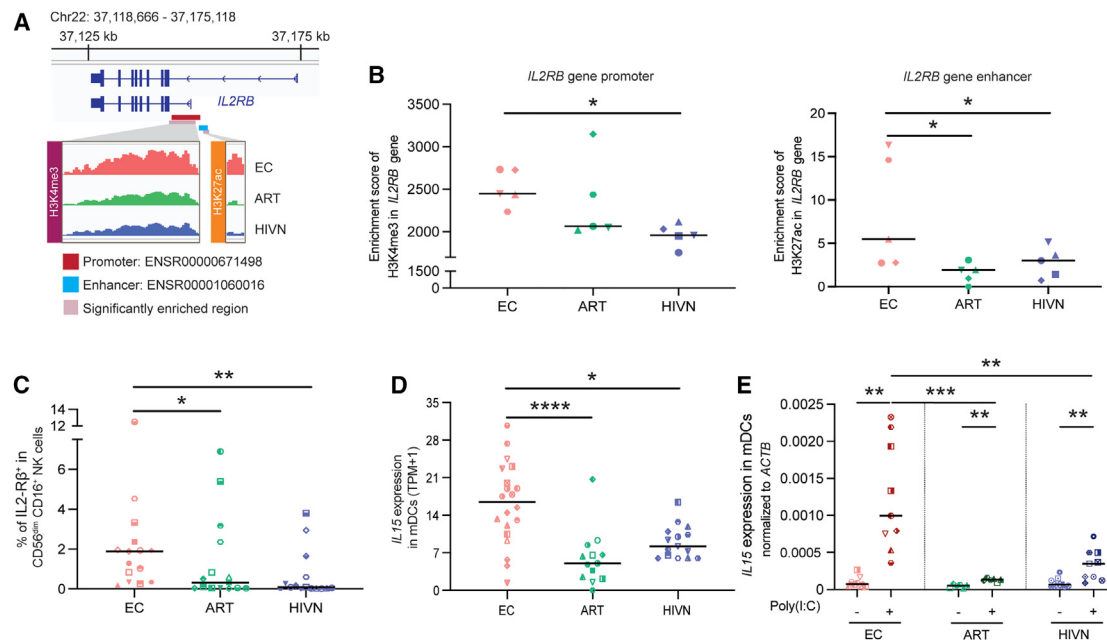 A
Chr22: 37,118,666 - 37,175,118
37,125 kb
37,175 kb
IL2RB
H3K4me3
H3K27ac
EC
ART
HIVN
Promoter: ENSR00000671498
Enhancer: ENSR00001060016
Significantly enriched region
B
IL2RB gene promoter
Enrichment score of
H3K4me3 in IL2RB gene
3500
3000
2500
2000
1500
0
*
EC
ART
HIVN
IL2RB gene enhancer
Enrichment score of
H3K27ac in IL2RB gene
20
15
10
5
0
*
*
EC
ART
HIVN
C
% of IL2-Rβ⁺ in
CD56ᵈⁱᵐ CD16⁺ NK cells
14
12
6
4
2
0
**
*
EC
ART
HIVN
D
IL15 expression
in mDCs (TPM+1)
35
28
21
14
7
0
*
****
EC
ART
HIVN
E
IL15 expression in mDCs
normalized to ACTB
0.0025
0.0020
0.0015
0.0010
0.0005
0.0000
**
**
***
**
**
Poly(I:C)
- + - + - +
EC
ART
HIVN